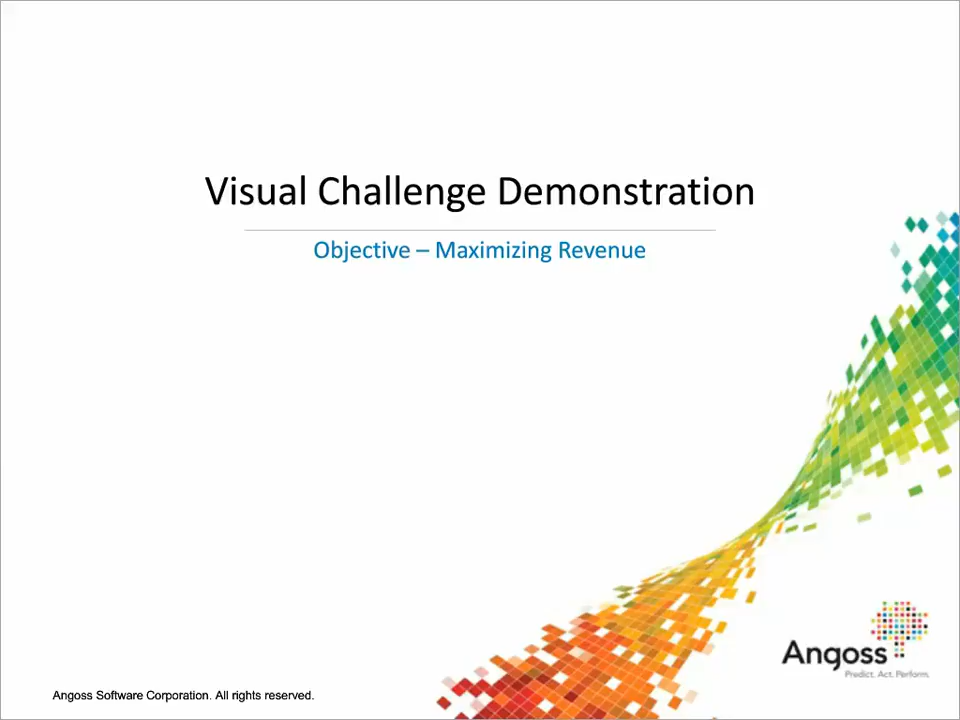 Visual Challenge Demonstration
Objective – Maximizing Revenue
Angoss
Predict. Act. Perform.
Angoss Software Corporation. All rights reserved.